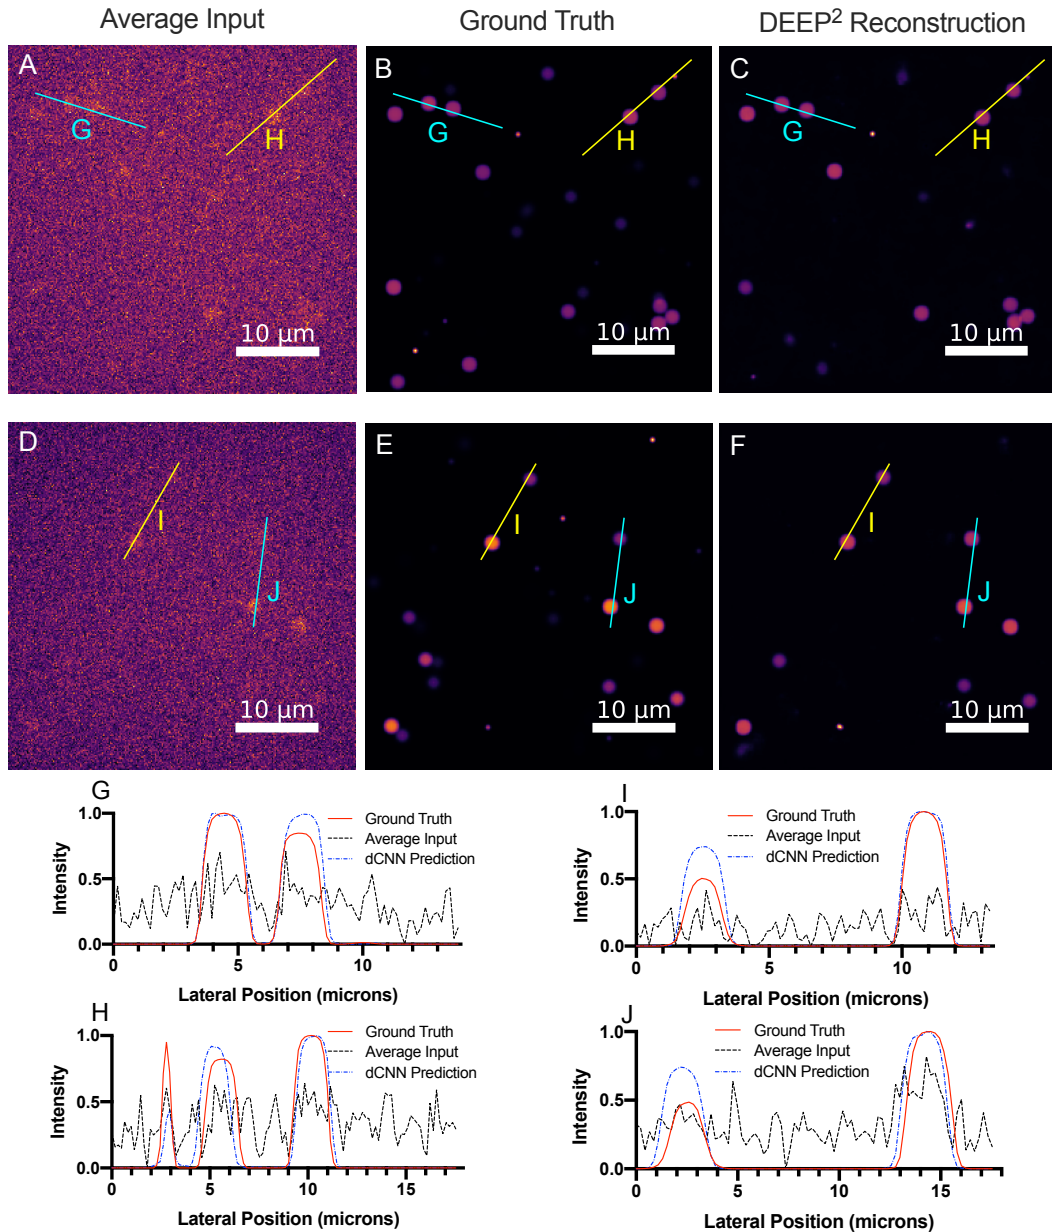 Average Input
Ground Truth
DEEP² Reconstruction
A
G
H
10 µm
B
G
H
10 µm
C
G
H
10 µm
D
I
J
10 µm
E
I
J
10 µm
F
I
J
10 µm
G
Intensity
1.0
0.5
0.0
0
5
10
Ground Truth
Average Input
dCNN Prediction
Lateral Position (microns)
I
Intensity
1.0
0.5
0.0
0
5
10
Ground Truth
Average Input
dCNN Prediction
Lateral Position (microns)
H
Intensity
1.0
0.5
0.0
0
5
10
15
Ground Truth
Average Input
dCNN Prediction
Lateral Position (microns)
J
Intensity
1.0
0.5
0.0
0
5
10
15
Ground Truth
Average Input
dCNN Prediction
Lateral Position (microns)